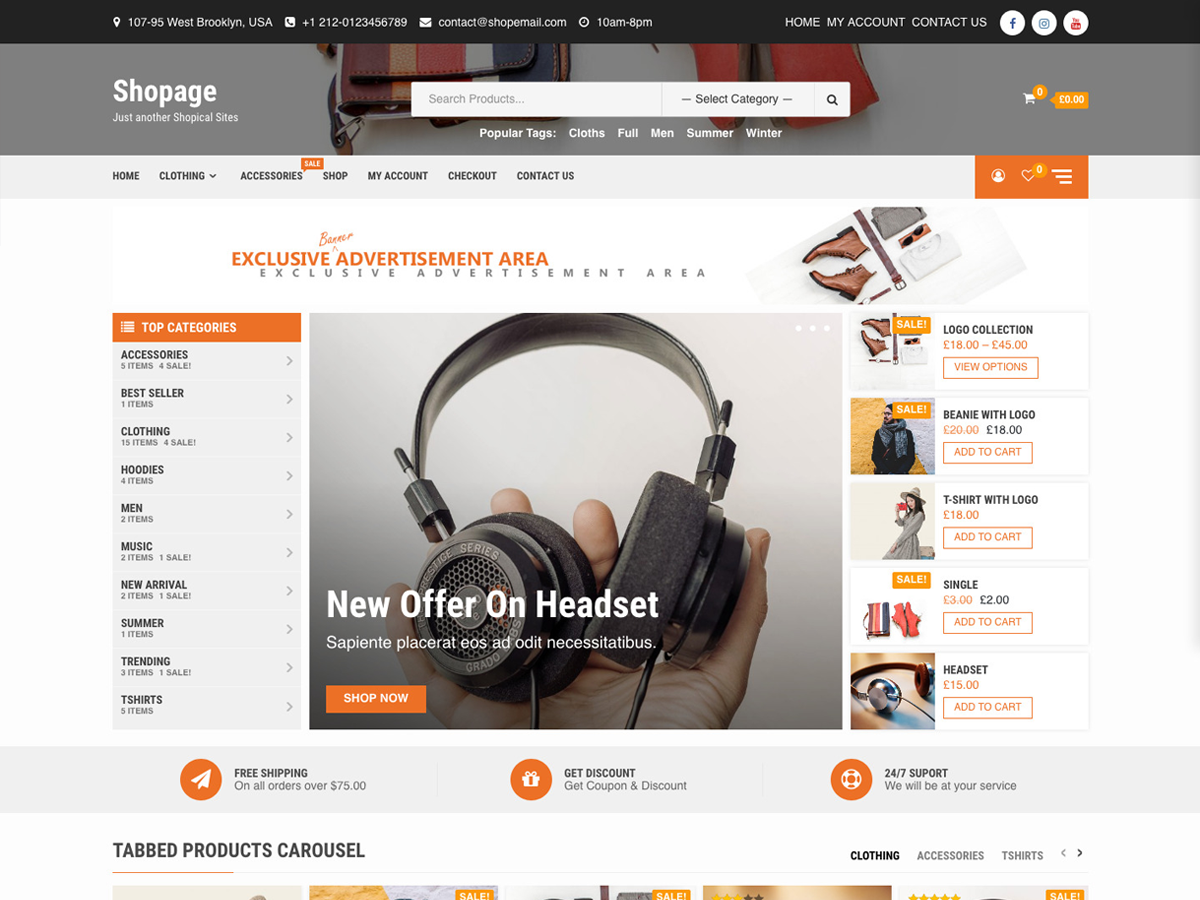 107-95 West Brooklyn, USA +1 212-0123456789 contact@shopemail.com 10am-8pm HOME MY ACCOUNT CONTACT US
Shopage
Just another Shopical Sites
Search Products... — Select Category —
Popular Tags: Cloths Full Men Summer Winter
0
£0.00
HOME CLOTHING ACCESSORIES SALE SHOP MY ACCOUNT CHECKOUT CONTACT US
0
Banner
EXCLUSIVE ADVERTISEMENT AREA
EXCLUSIVE ADVERTISEMENT AREA
TOP CATEGORIES
ACCESSORIES
5 ITEMS 4 SALE!
BEST SELLER
1 ITEMS
CLOTHING
15 ITEMS 4 SALE!
HOODIES
4 ITEMS
MEN
2 ITEMS
MUSIC
2 ITEMS 1 SALE!
NEW ARRIVAL
2 ITEMS 1 SALE!
SUMMER
1 ITEMS
TRENDING
3 ITEMS 1 SALE!
TSHIRTS
5 ITEMS
PRESTIGE SERIES
GRADO
New Offer On Headset
Sapiente placerat eos ad odit necessitatibus.
SHOP NOW
SALE!
LOGO COLLECTION
£18.00 – £45.00
VIEW OPTIONS
SALE!
BEANIE WITH LOGO
£20.00 £18.00
ADD TO CART
T-SHIRT WITH LOGO
£18.00
ADD TO CART
SALE!
SINGLE
£3.00 £2.00
ADD TO CART
HEADSET
£15.00
ADD TO CART
FREE SHIPPING
On all orders over $75.00
GET DISCOUNT
Get Coupon & Discount
24/7 SUPORT
We will be at your service
TABBED PRODUCTS CAROUSEL
CLOTHING ACCESSORIES TSHIRTS
SALE! SALE! SALE!